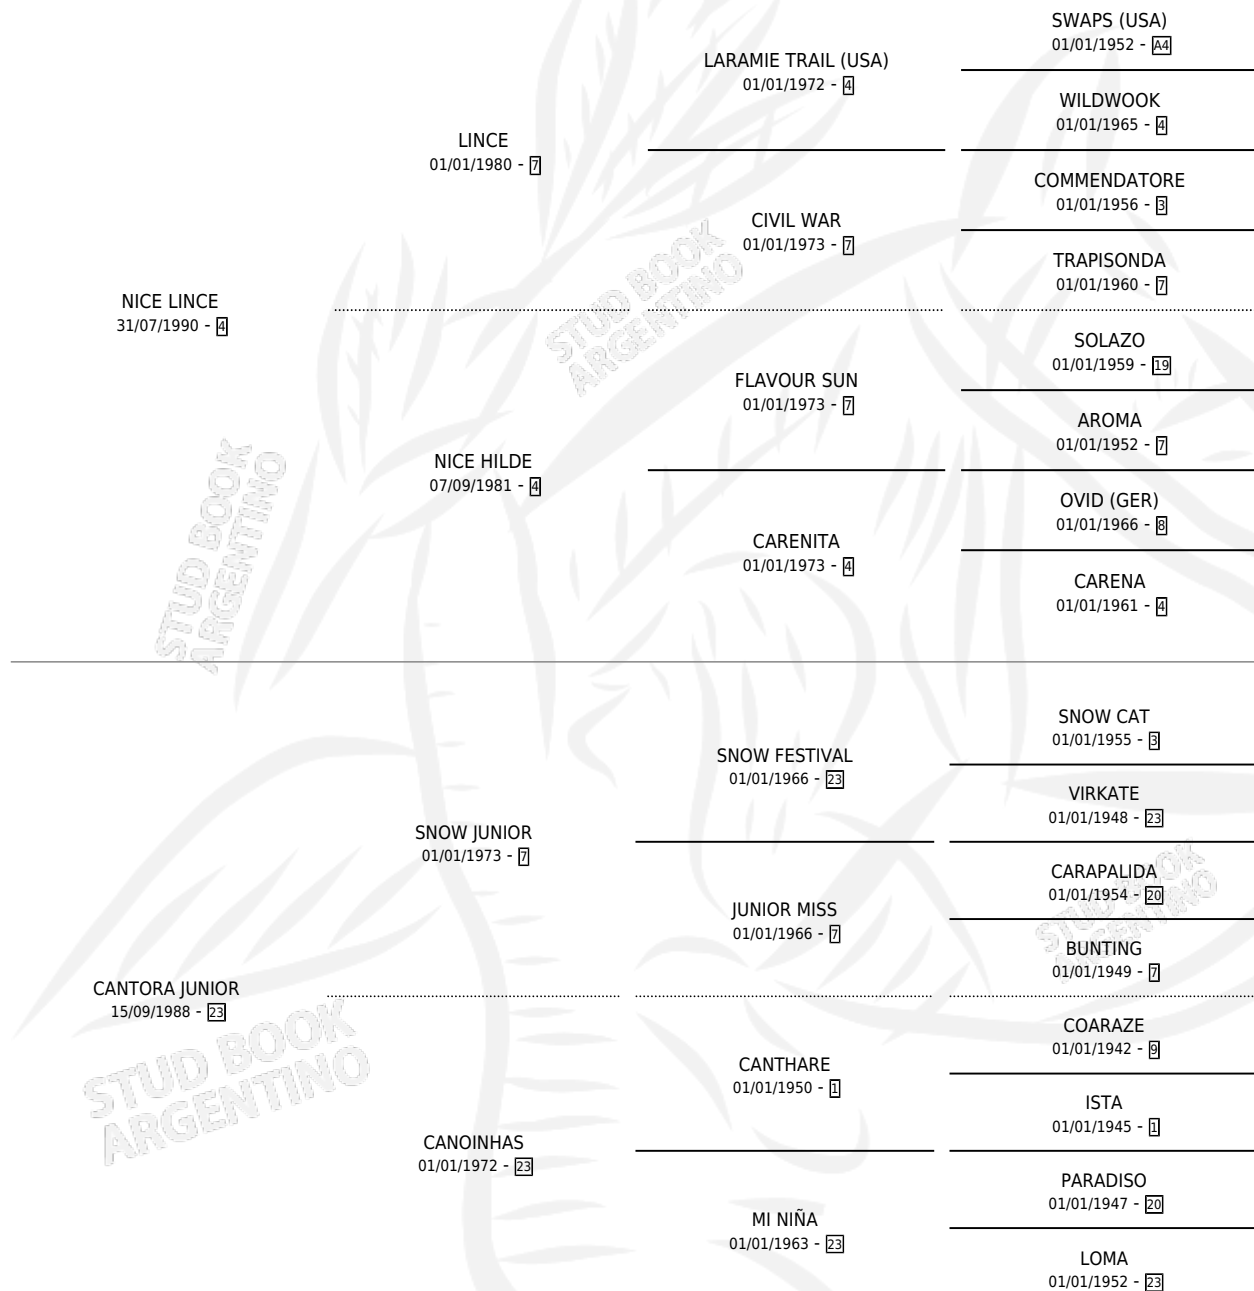 SWAPS (USA)
01/01/1952 - A4
LARAMIE TRAIL (USA)
01/01/1972 - 4
WILDWOOK
01/01/1965 - 4
LINCE
01/01/1980 - 7
COMMENDATORE
01/01/1956 - 3
CIVIL WAR
01/01/1973 - 7
TRAPISONDA
01/01/1960 - 7
NICE LINCE
31/07/1990 - 4
SOLAZO
01/01/1959 - 19
FLAVOUR SUN
01/01/1973 - 7
AROMA
01/01/1952 - 7
NICE HILDE
07/09/1981 - 4
OVID (GER)
01/01/1966 - 8
CARENITA
01/01/1973 - 4
CARENA
01/01/1961 - 4
SNOW CAT
01/01/1955 - 3
SNOW FESTIVAL
01/01/1966 - 23
VIRKATE
01/01/1948 - 23
SNOW JUNIOR
01/01/1973 - 7
CARAPALIDA
01/01/1954 - 20
JUNIOR MISS
01/01/1966 - 7
BUNTING
01/01/1949 - 7
CANTORA JUNIOR
15/09/1988 - 23
COARAZE
01/01/1942 - 9
CANTHARE
01/01/1950 - 1
ISTA
01/01/1945 - 1
CANOINHAS
01/01/1972 - 23
PARADISO
01/01/1947 - 20
MI NIÑA
01/01/1963 - 23
LOMA
01/01/1952 - 23
STUD BOOK
ARGENTINO
STUD BOOK
ARGENTINO
STUD BOOK
ARGENTINO
STUD BOOK
ARGENTINO